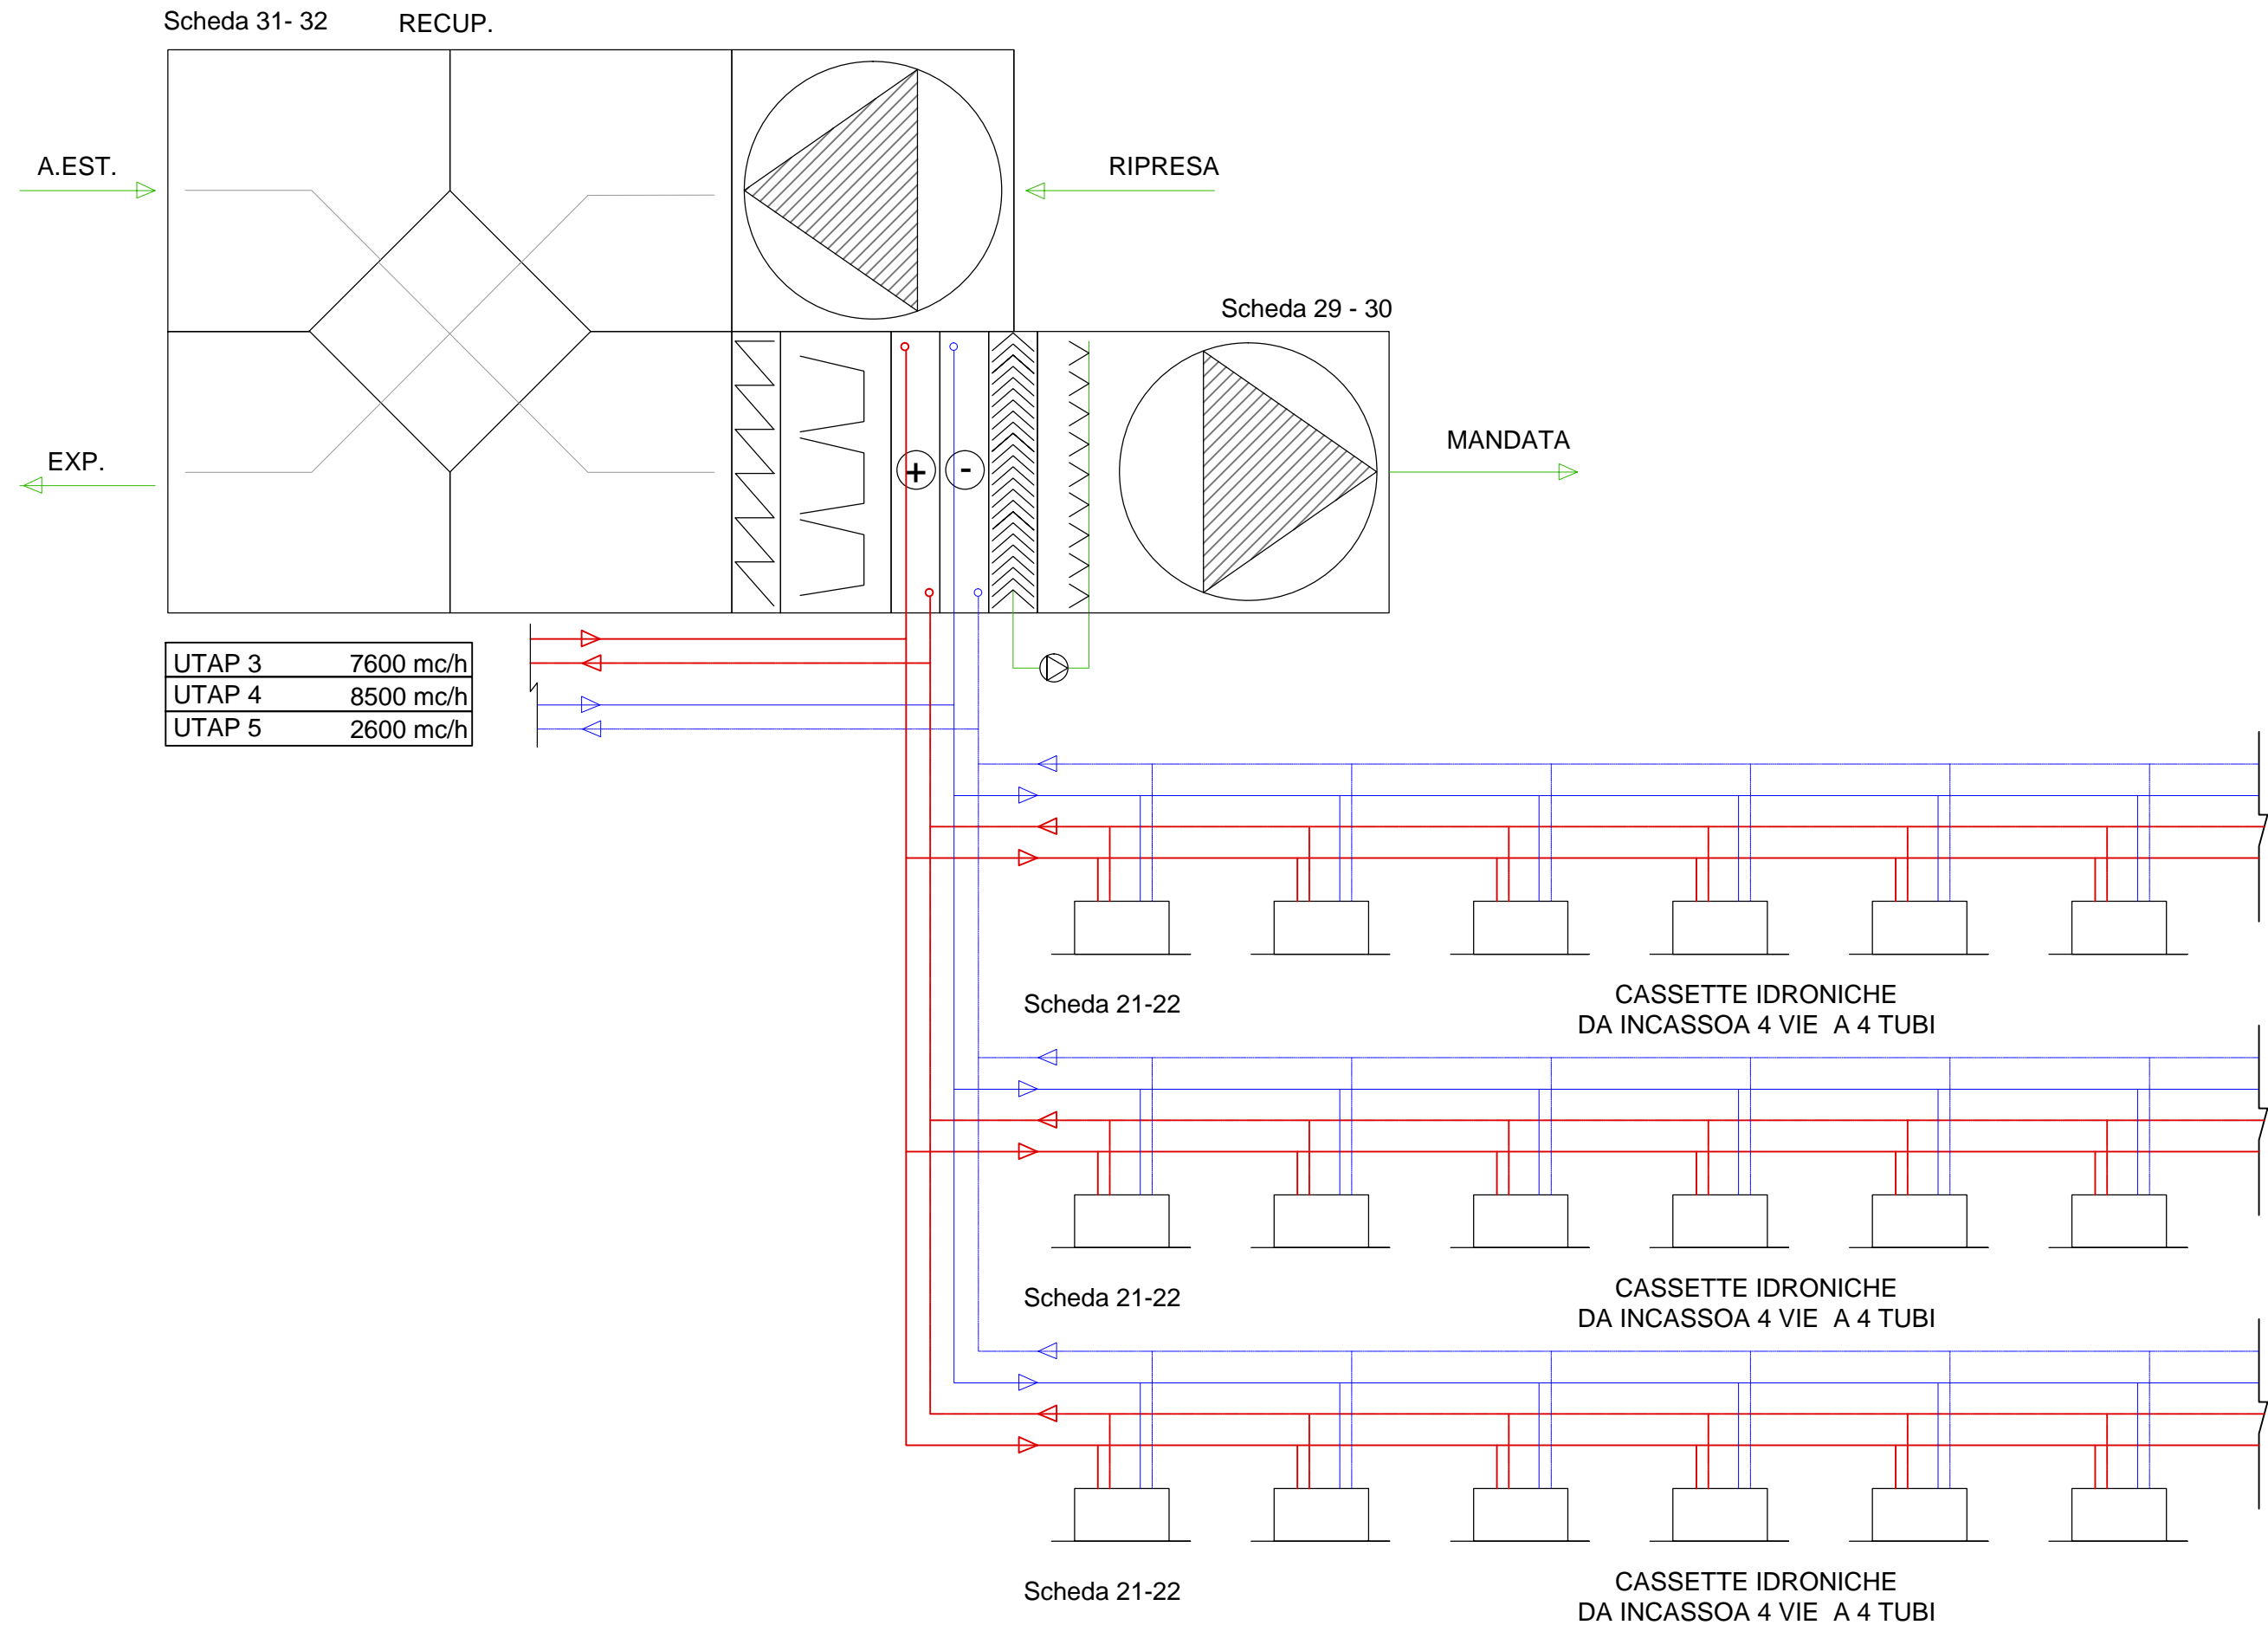 Scheda 31- 32 RECUP.
A.EST.
RIPRESA
Scheda 29 - 30
EXP.
+ -
MANDATA
UTAP 3 7600 mc/h
UTAP 4 8500 mc/h
UTAP 5 2600 mc/h
Scheda 21-22
CASSETTE IDRONICHE
DA INCASSOA 4 VIE A 4 TUBI
Scheda 21-22
CASSETTE IDRONICHE
DA INCASSOA 4 VIE A 4 TUBI
Scheda 21-22
CASSETTE IDRONICHE
DA INCASSOA 4 VIE A 4 TUBI